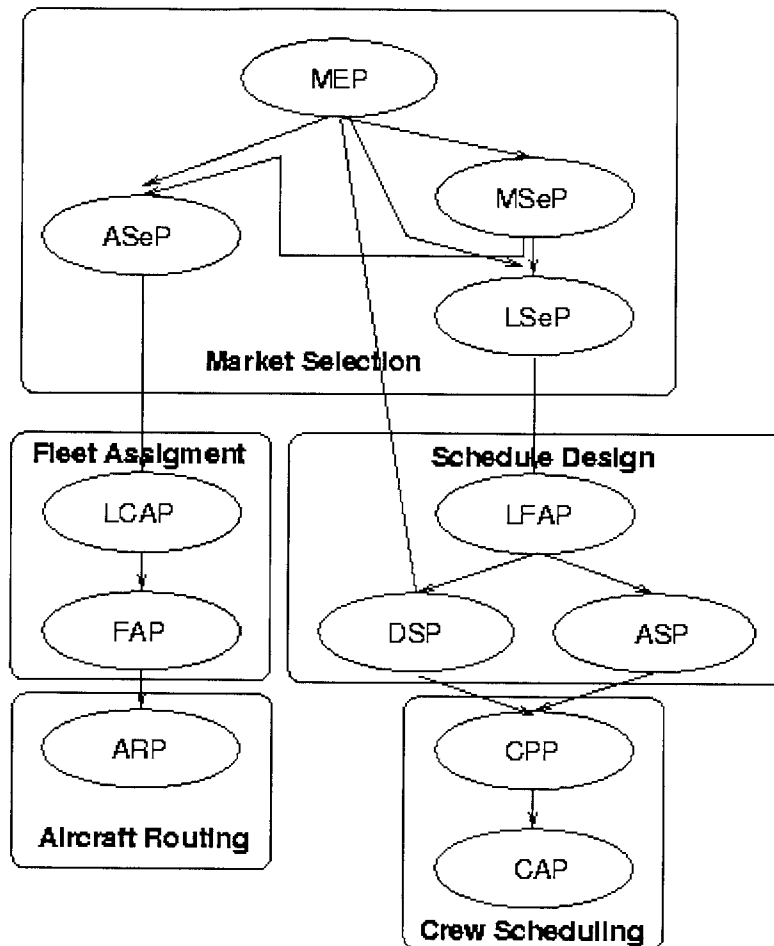 MEP
MSeP
ASeP
LSeP
Market Selection
Fleet Assigment
Schedule Design
LCAP
LFAP
FAP
DSP
ASP
ARP
CPP
Aircraft Routing
CAP
Crew Scheduling